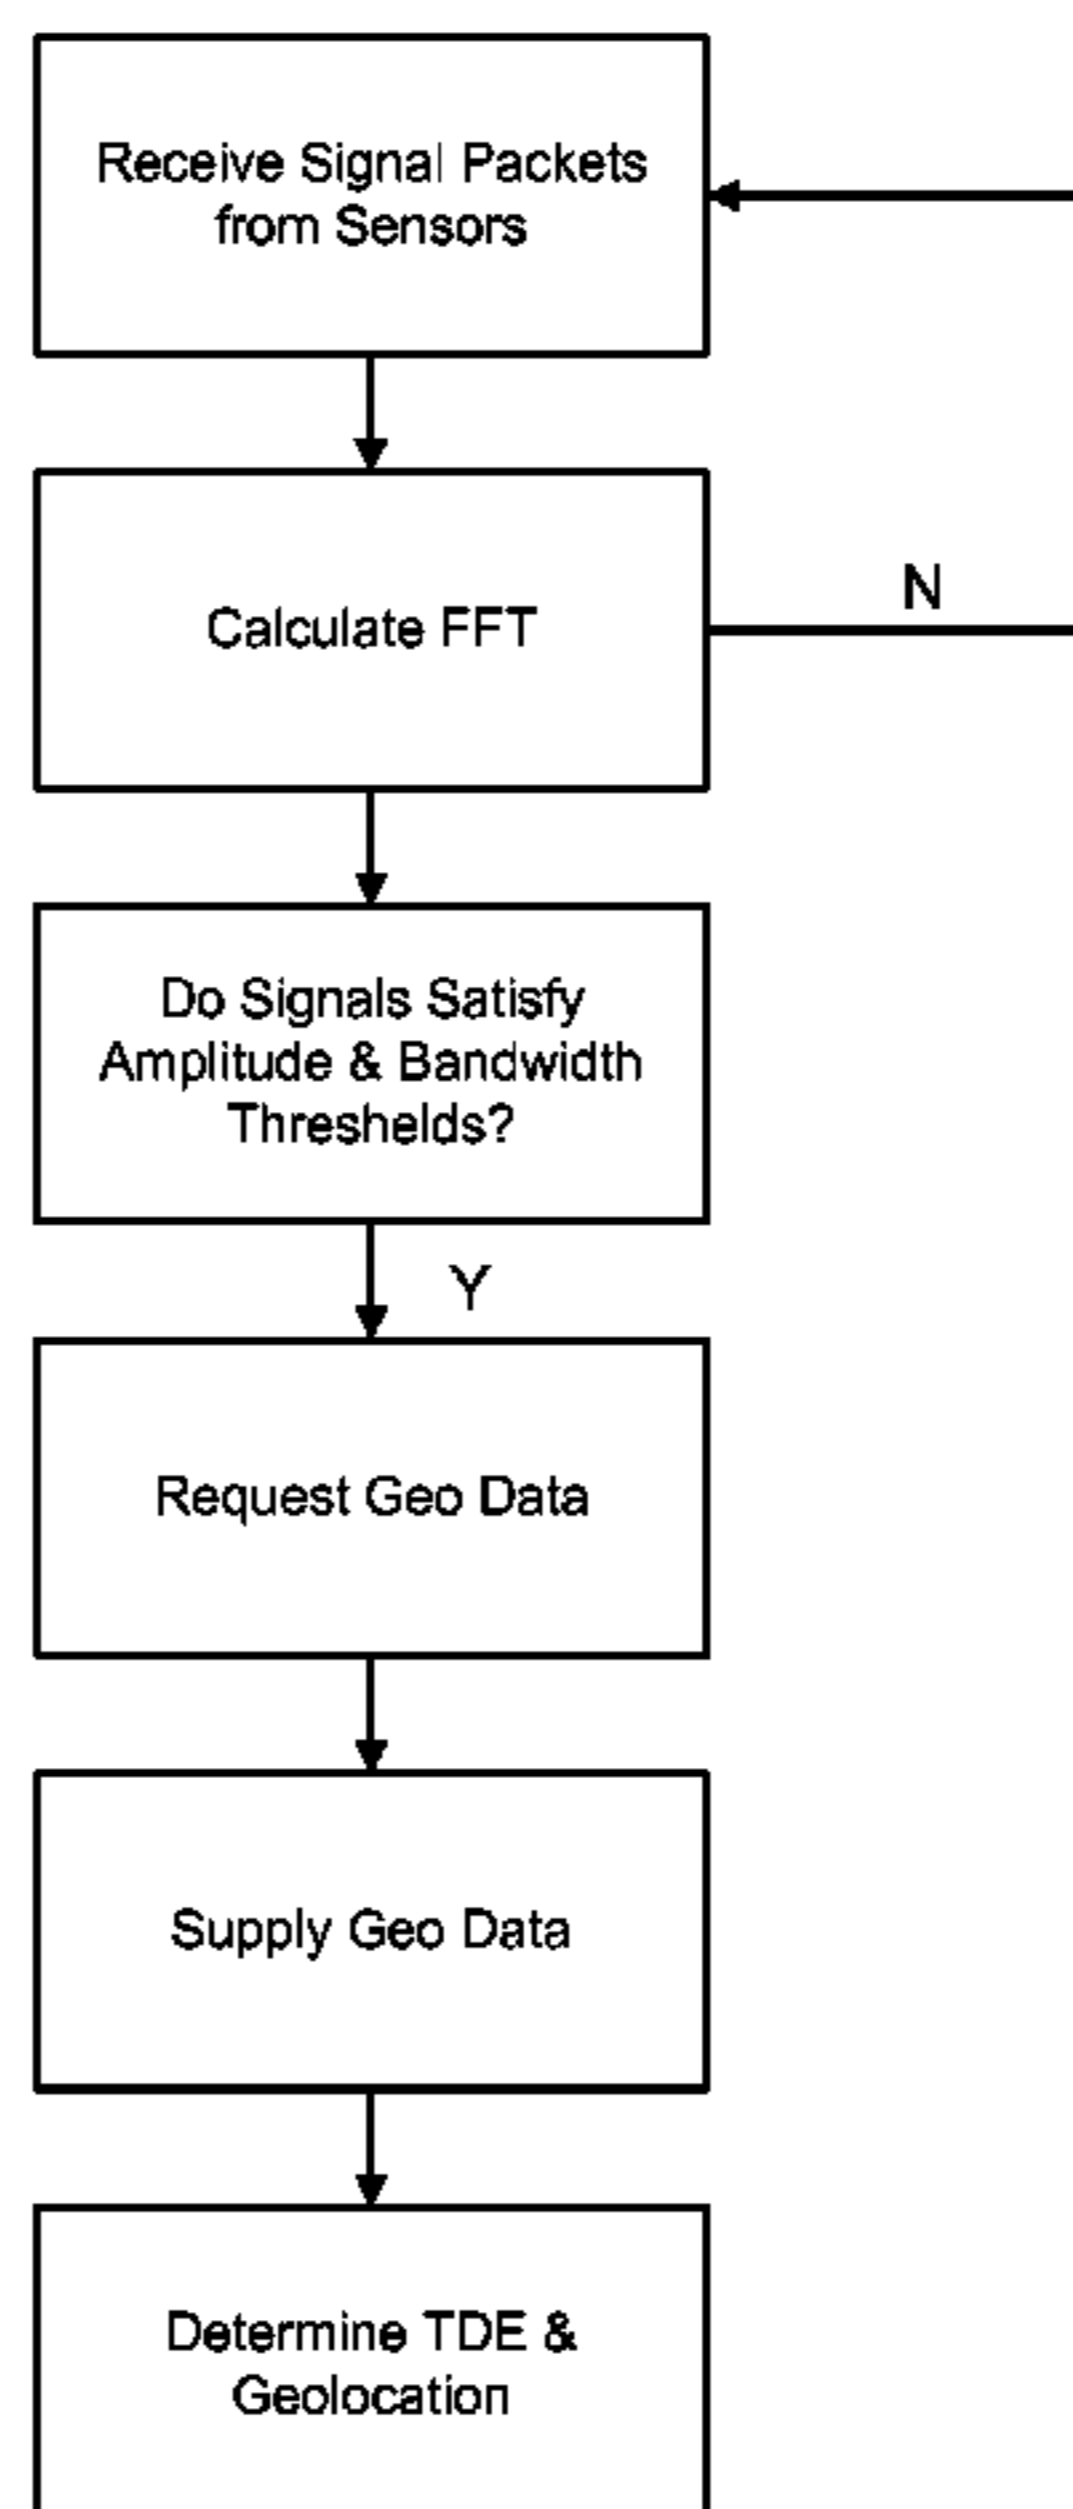 Receive Signal Packets
from Sensors
Calculate FFT
N
Do Signals Satisfy
Amplitude & Bandwidth
Threshelds?
Y
Request Geo Data
Supply Geo Data
Determine TDE &
Geolocation